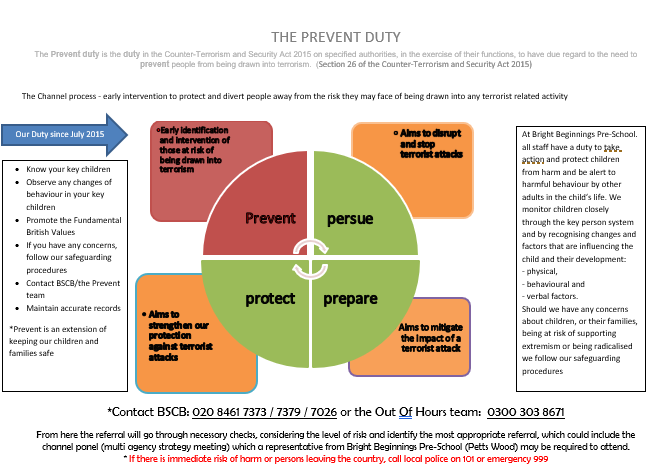 THE PREVENT DUTY
The Prevent duty is the duty in the Counter-Terrorism and Security Act 2015 on specified authorities, in the exercise of their functions, to have due regard to the need to
prevent people from being drawn into terrorism. (Section 26 of the Counter-Terrorism and Security Act 2015)
The Channel process - early intervention to protect and divert people away from the risk they may face of being drawn into any terrorist related activity
Our Duty since July 2015
• Know your key children
• Observe any changes of
behaviour in your key
children
• Promote the Fundamental
British Values
• If you have any concerns,
follow our safeguarding
procedures
• Contact BSCB/the Prevent
team
• Maintain accurate records
*Prevent is an extension of
keeping our children and
families safe
•Early identification
and intervention of
those at risk of
being drawn into
terrorism
• Aims to disrupt
and stop
terrorist attacks
Prevent
persue
protect
prepare
• Aims to
strengthen our
protection
against terrorist
attacks
Aims to mitigate
the impact of a
terrorist attack
At Bright Beginnings Pre-School.
all staff have a duty to take
action and protect children
from harm and be alert to
harmful behaviour by other
adults in the child's life. We
monitor children closely
through the key person system
and by recognising changes and
factors that are influencing the
child and their development:
- physical,
- behavioural and
- verbal factors.
Should we have any concerns
about children, or their families,
being at risk of supporting
extremism or being radicalised
we follow our safeguarding
procedures
*Contact BSCB: 020 8461 7373 / 7379 / 7026 or the Out Of Hours team: 0300 303 8671
From here the referral will go through necessary checks, considering the level of risk and identify the most appropriate referral, which could include the
channel panel (multi agency strategy meeting) which a representative from Bright Beginnings Pre-School (Petts Wood) may be required to attend.
* If there is immediate risk of harm or persons leaving the country, call local police on 101 or emergency 999